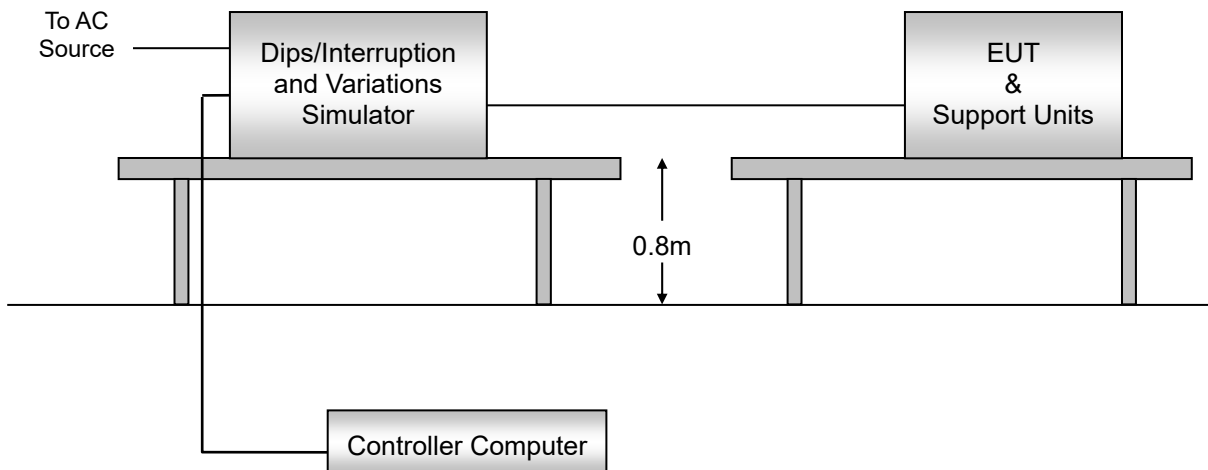 To AC
Source
Dips/Interruption
and Variations
Simulator
EUT
&
Support Units
0.8m
Controller Computer